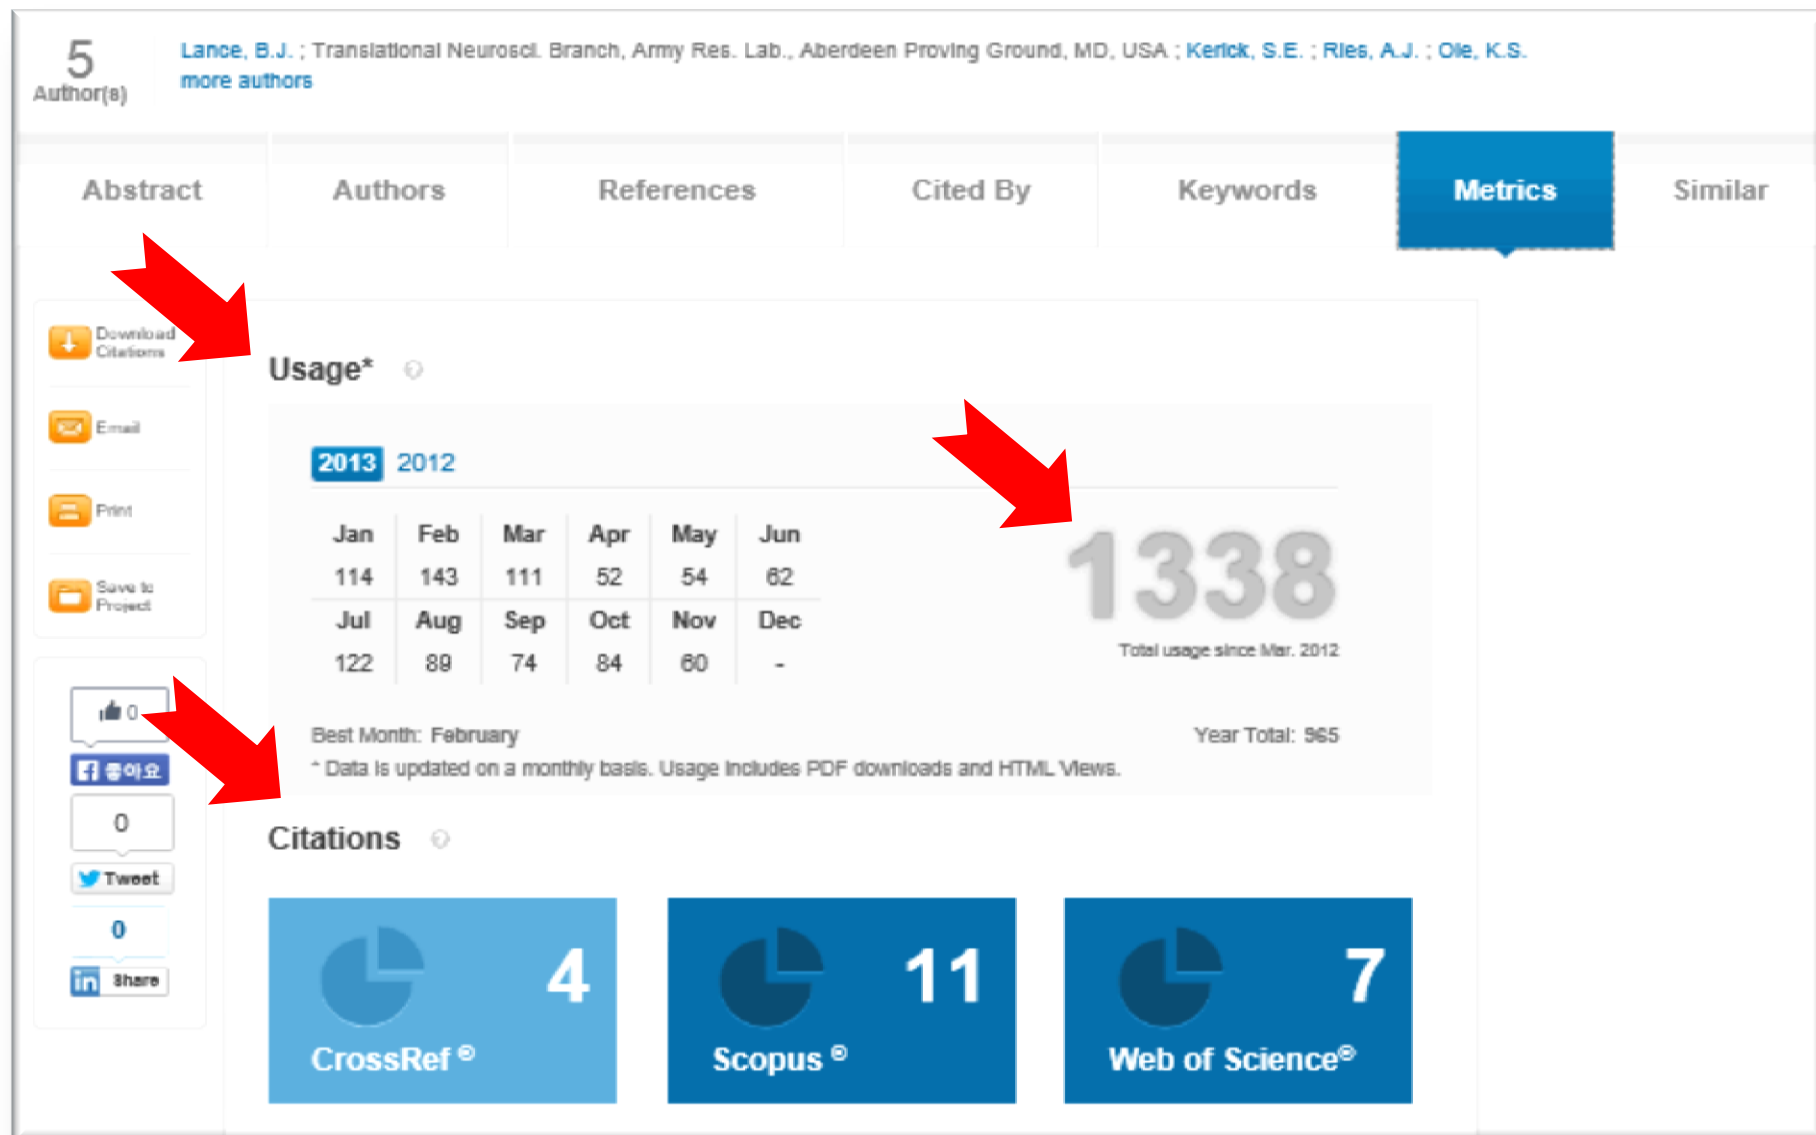 5
Author(s)
Lance, B.J. ; Translational Neurosci. Branch, Army Res. Lab., Aberdeen Proving Ground, MD, USA ; Kerick, S.E. ; Ries, A.J. ; Oie, K.S.
more authors
Abstract Authors References Cited By Keywords Metrics Similar
Download
Citations
Email
Print
Save to
Project
0
좋아요
0
Tweet
0
in Share
Usage*
2013 2012
Jan Feb Mar Apr May Jun
114 143 111 52 54 62
Jul Aug Sep Oct Nov Dec
122 89 74 84 60 -
1338
Total usage since Mar. 2012
Best Month: February Year Total: 965
* Data is updated on a monthly basis. Usage includes PDF downloads and HTML Views.
Citations
4
CrossRef ®
11
Scopus ®
7
Web of Science®